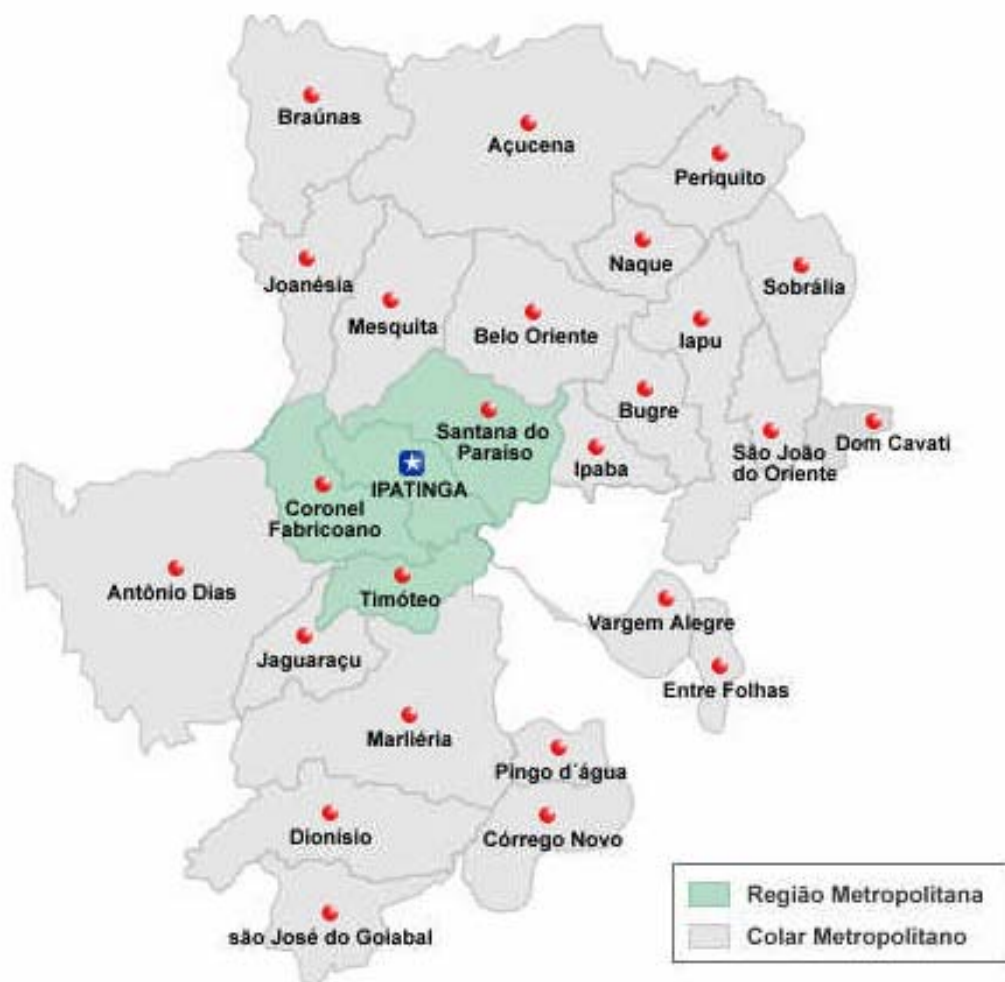 Braúnas
Açucena
Periquito
Naque
Joanésia
Sobrália
Mesquita
Belo Oriente
Iapu
Bugre
Santana do
Paraíso
Dom Cavati
São João
do Oriente
Ipaba
IPATINGA
Coronel
Fabricoano
Antônio Dias
Timóteo
Vargem Alegre
Jaguaraçu
Entre Folhas
Marliéria
Pingo d´água
Dionísio
Córrego Novo
são José do Goiabal
Região Metropolitana
Colar Metropolitano